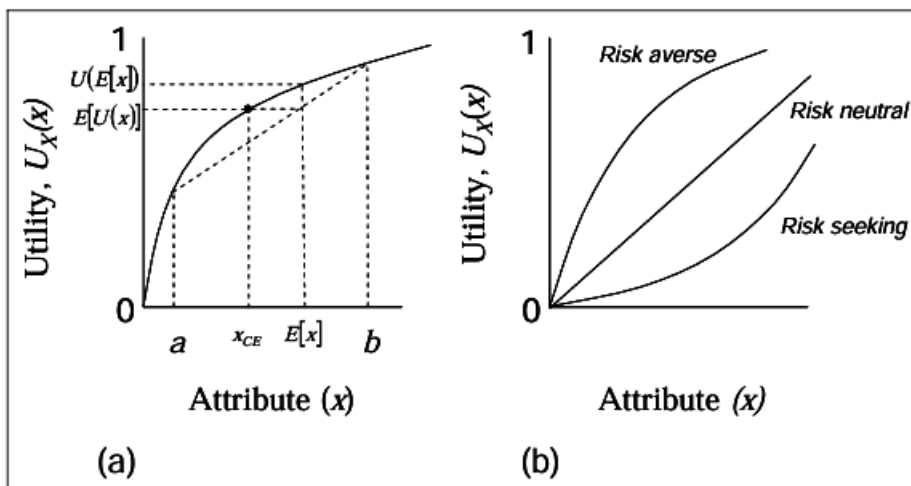 1
U(E[x])
E[U(x)]
Utility, U_X(x)
0
a
x_CE
E[x]
b
Attribute (x)
(a)
1
Risk averse
Risk neutral
Risk seeking
Utility, U_X(x)
0
Attribute (x)
(b)